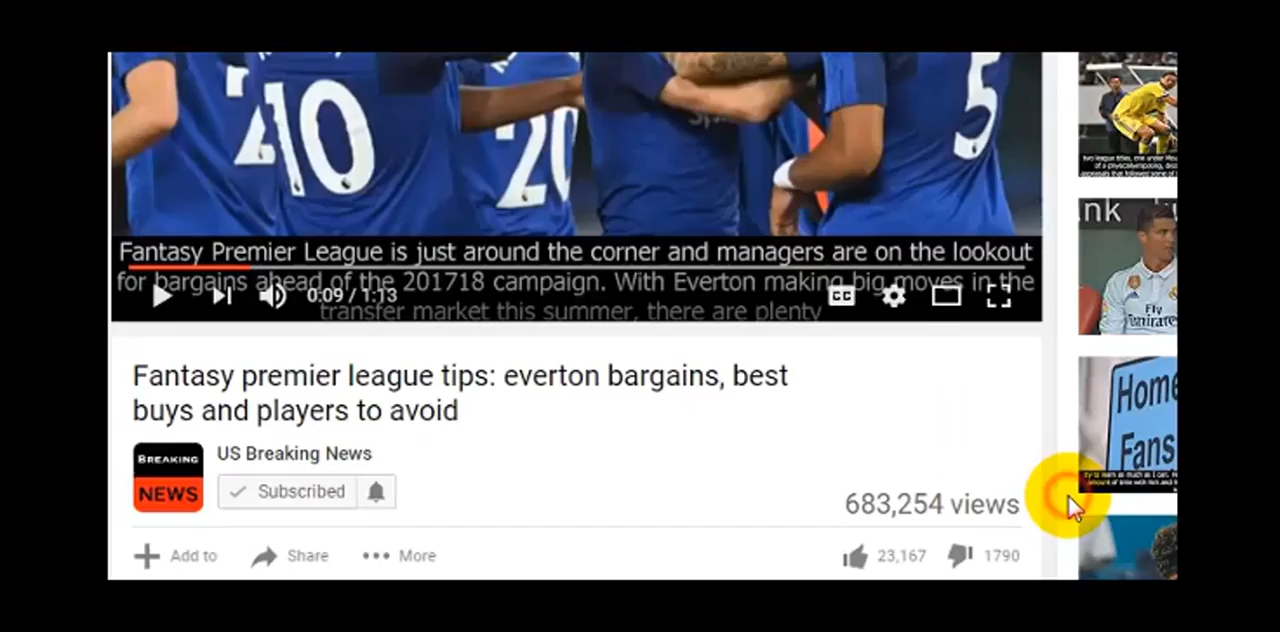 10
20
5
Fantasy Premier League is just around the corner and managers are on the lookout
for bargains ahead of the 201718 campaign. With Everton making big moves in the
transfer market this summer, there are plenty
0:09 / 1:13
CC
Fantasy premier league tips: everton bargains, best
buys and players to avoid
BREAKING
NEWS
US Breaking News
Subscribed
683,254 views
Add to
Share
More
23,167
1790
nk
Fly
Emirates
Home
Fans